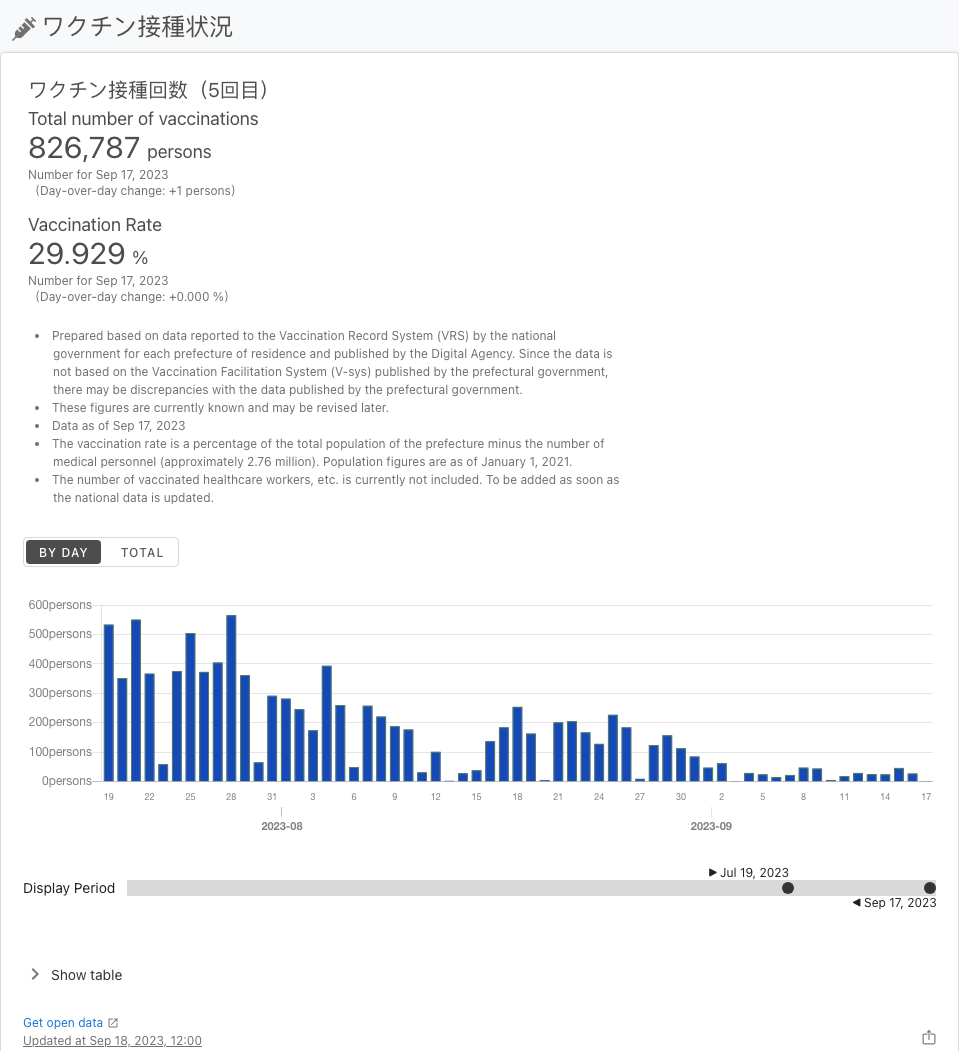 ワクチン接種状況
ワクチン接種回数（5回目）
Total number of vaccinations
826,787 persons
Number for Sep 17, 2023
(Day-over-day change: +1 persons)
Vaccination Rate
29.929 %
Number for Sep 17, 2023
(Day-over-day change: +0.000 %)
• Prepared based on data reported to the Vaccination Record System (VRS) by the national
government for each prefecture of residence and published by the Digital Agency. Since the data is
not based on the Vaccination Facilitation System (V-sys) published by the prefectural government,
there may be discrepancies with the data published by the prefectural government.
• These figures are currently known and may be revised later.
• Data as of Sep 17, 2023
• The vaccination rate is a percentage of the total population of the prefecture minus the number of
medical personnel (approximately 2.76 million). Population figures are as of January 1, 2021.
• The number of vaccinated healthcare workers, etc. is currently not included. To be added as soon as
the national data is updated.
BY DAY TOTAL
600persons
500persons
400persons
300persons
200persons
100persons
0persons
19 22 25 28 31 3 6 9 12 15 18 21 24 27 30 2 5 8 11 14 17
2023-08 2023-09
Jul 19, 2023
Display Period
Sep 17, 2023
Show table
Get open data
Updated at Sep 18, 2023, 12:00